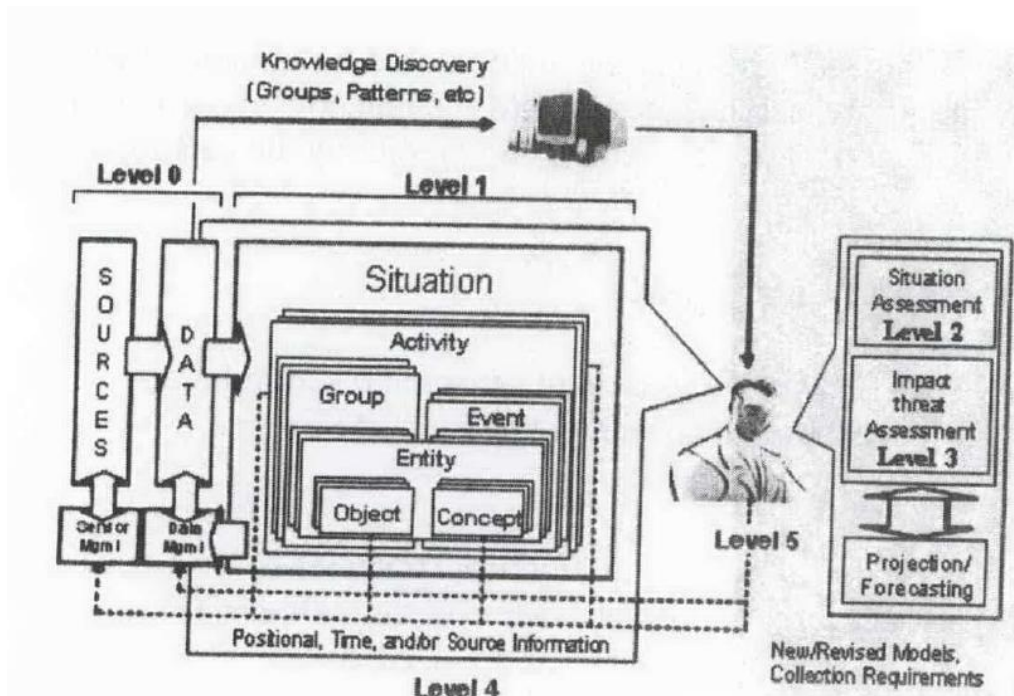 Knowledge Discovery
(Groups, Patterns, etc)
Level 0
Level 1
SOURCES
DATA
Situation
Activity
Group
Event
Entity
Object
Concept
Sensor
Mgmt
Data
Mgmt
Positional, Time, and/or Source Information
Level 4
Level 5
Situation
Assessment
Level 2
Impact
threat
Assessment
Level 3
Projection/
Forecasting
New/Revised Models,
Collection Requirements